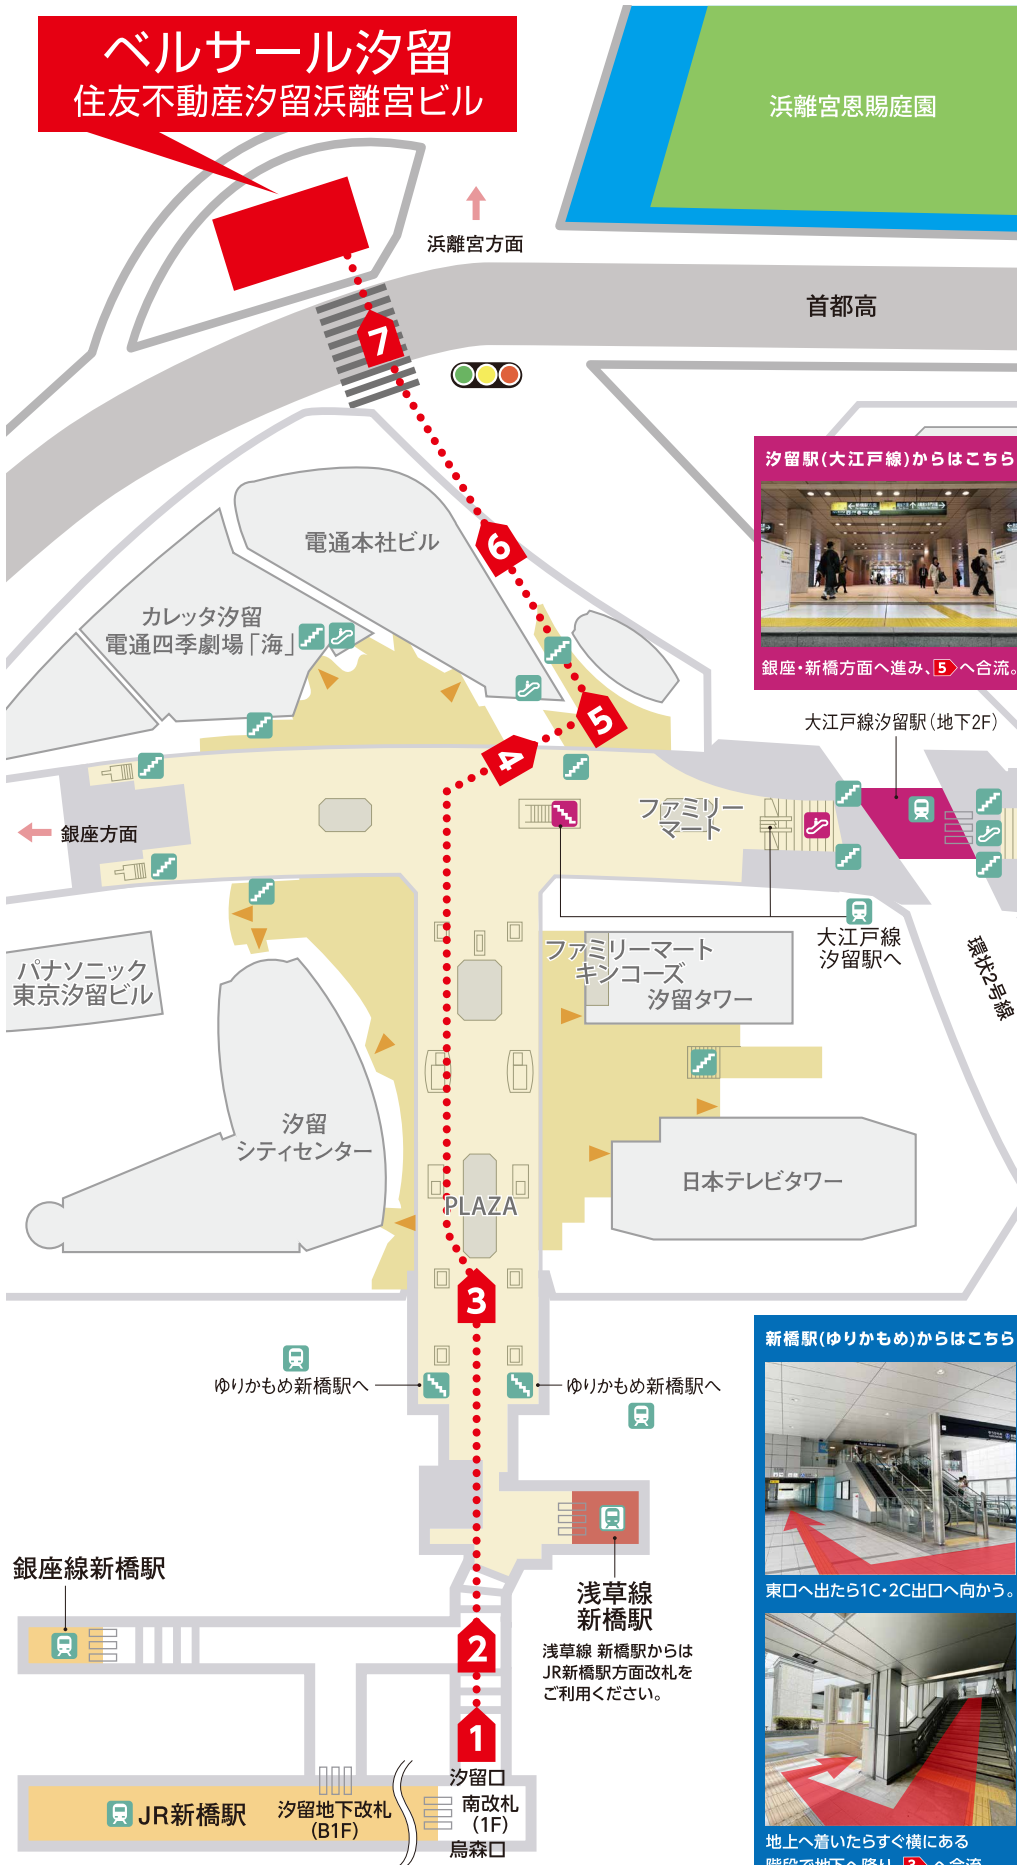 ベルサール汐留
住友不動産汐留浜離宮ビル
浜離宮恩賜庭園
浜離宮方面
首都高
7
汐留駅(大江戸線)からはこちら
銀座・新橋方面へ進み、5へ合流。
電通本社ビル
6
カレッタ汐留
電通四季劇場「海」
5
大江戸線汐留駅(地下2F)
4
銀座方面
ファミリー
マート
大江戸線
汐留駅へ
環状2号線
パナソニック
東京汐留ビル
ファミリーマート
キンコーズ
汐留タワー
汐留
シティセンター
日本テレビタワー
PLAZA
3
ゆりかもめ新橋駅へ
ゆりかもめ新橋駅へ
新橋駅(ゆりかもめ)からはこちら
東口へ出たら1C・2C出口へ向かう。
地上へ着いたらすぐ横にある
階段で地下へ降り、3へ合流
銀座線新橋駅
浅草線
新橋駅
浅草線 新橋駅からは
JR新橋駅方面改札を
ご利用ください。
2
1
汐留口
JR新橋駅
汐留地下改札
(B1F)
南改札
(1F)
烏森口